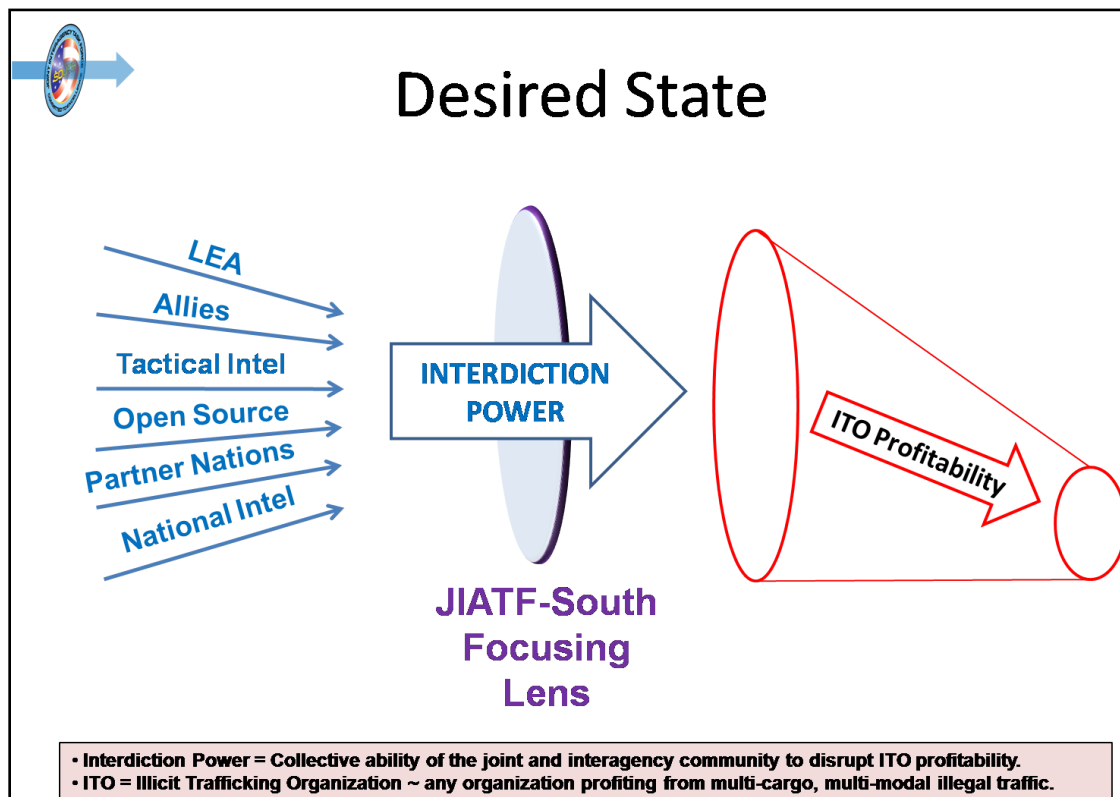 Desired State
LEA
Allies
Tactical Intel
Open Source
Partner Nations
National Intel
INTERDICTION
POWER
JIATF-South
Focusing
Lens
ITO Profitability
• Interdiction Power = Collective ability of the joint and interagency community to disrupt ITO profitability.
• ITO = Illicit Trafficking Organization ~ any organization profiting from multi-cargo, multi-modal illegal traffic.